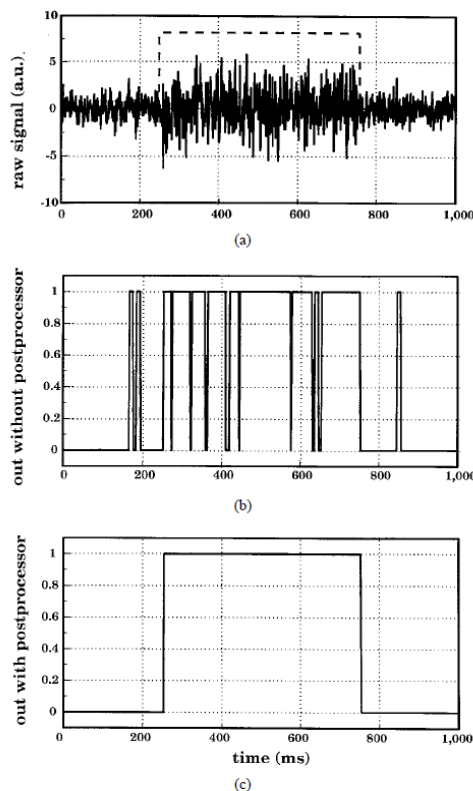 raw signal (a.u.)
10
5
0
-5
-10
0 200 400 600 800 1,000
(a)
out without postprocessor
1
0.8
0.6
0.4
0.2
0
0 200 400 600 800 1,000
(b)
out with postprocessor
1
0.8
0.6
0.4
0.2
0
0 200 400 600 800 1,000
time (ms)
(c)